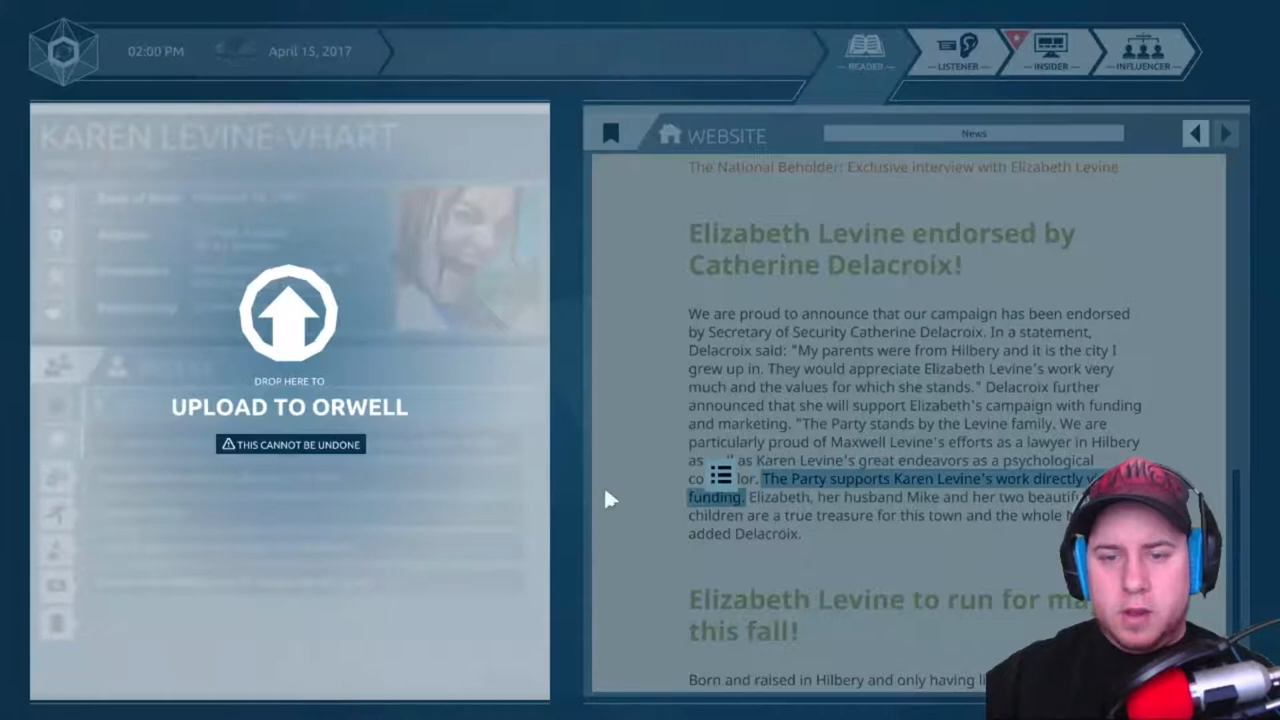 02:00 PM
April 15, 2017
READER
LISTENER
INSIDER
INFLUENCER
KAREN LEVINE-VHART
DROP HERE TO
UPLOAD TO ORWELL
THIS CANNOT BE UNDONE
WEBSITE
News
The National Beholder: Exclusive interview with Elizabeth Levine
Elizabeth Levine endorsed by
Catherine Delacroix!
We are proud to announce that our campaign has been endorsed
by Secretary of Security Catherine Delacroix. In a statement,
Delacroix said: "My parents were from Hilbery and it is the city I
grew up in. They would appreciate Elizabeth Levine's work very
much and the values for which she stands." Delacroix further
announced that she will support Elizabeth's campaign with funding
and marketing. "The Party stands by the Levine family. We are
particularly proud of Maxwell Levine's efforts as a lawyer in Hilbery
as as Karen Levine's great endeavors as a psychological
The Party supports Karen Levine's work directly
funding. Elizabeth, her husband Mike and her two
children are a true treasure for this town and the whole
added Delacroix.
Elizabeth Levine to run for
this fall!
Born and raised in Hilbery and only having